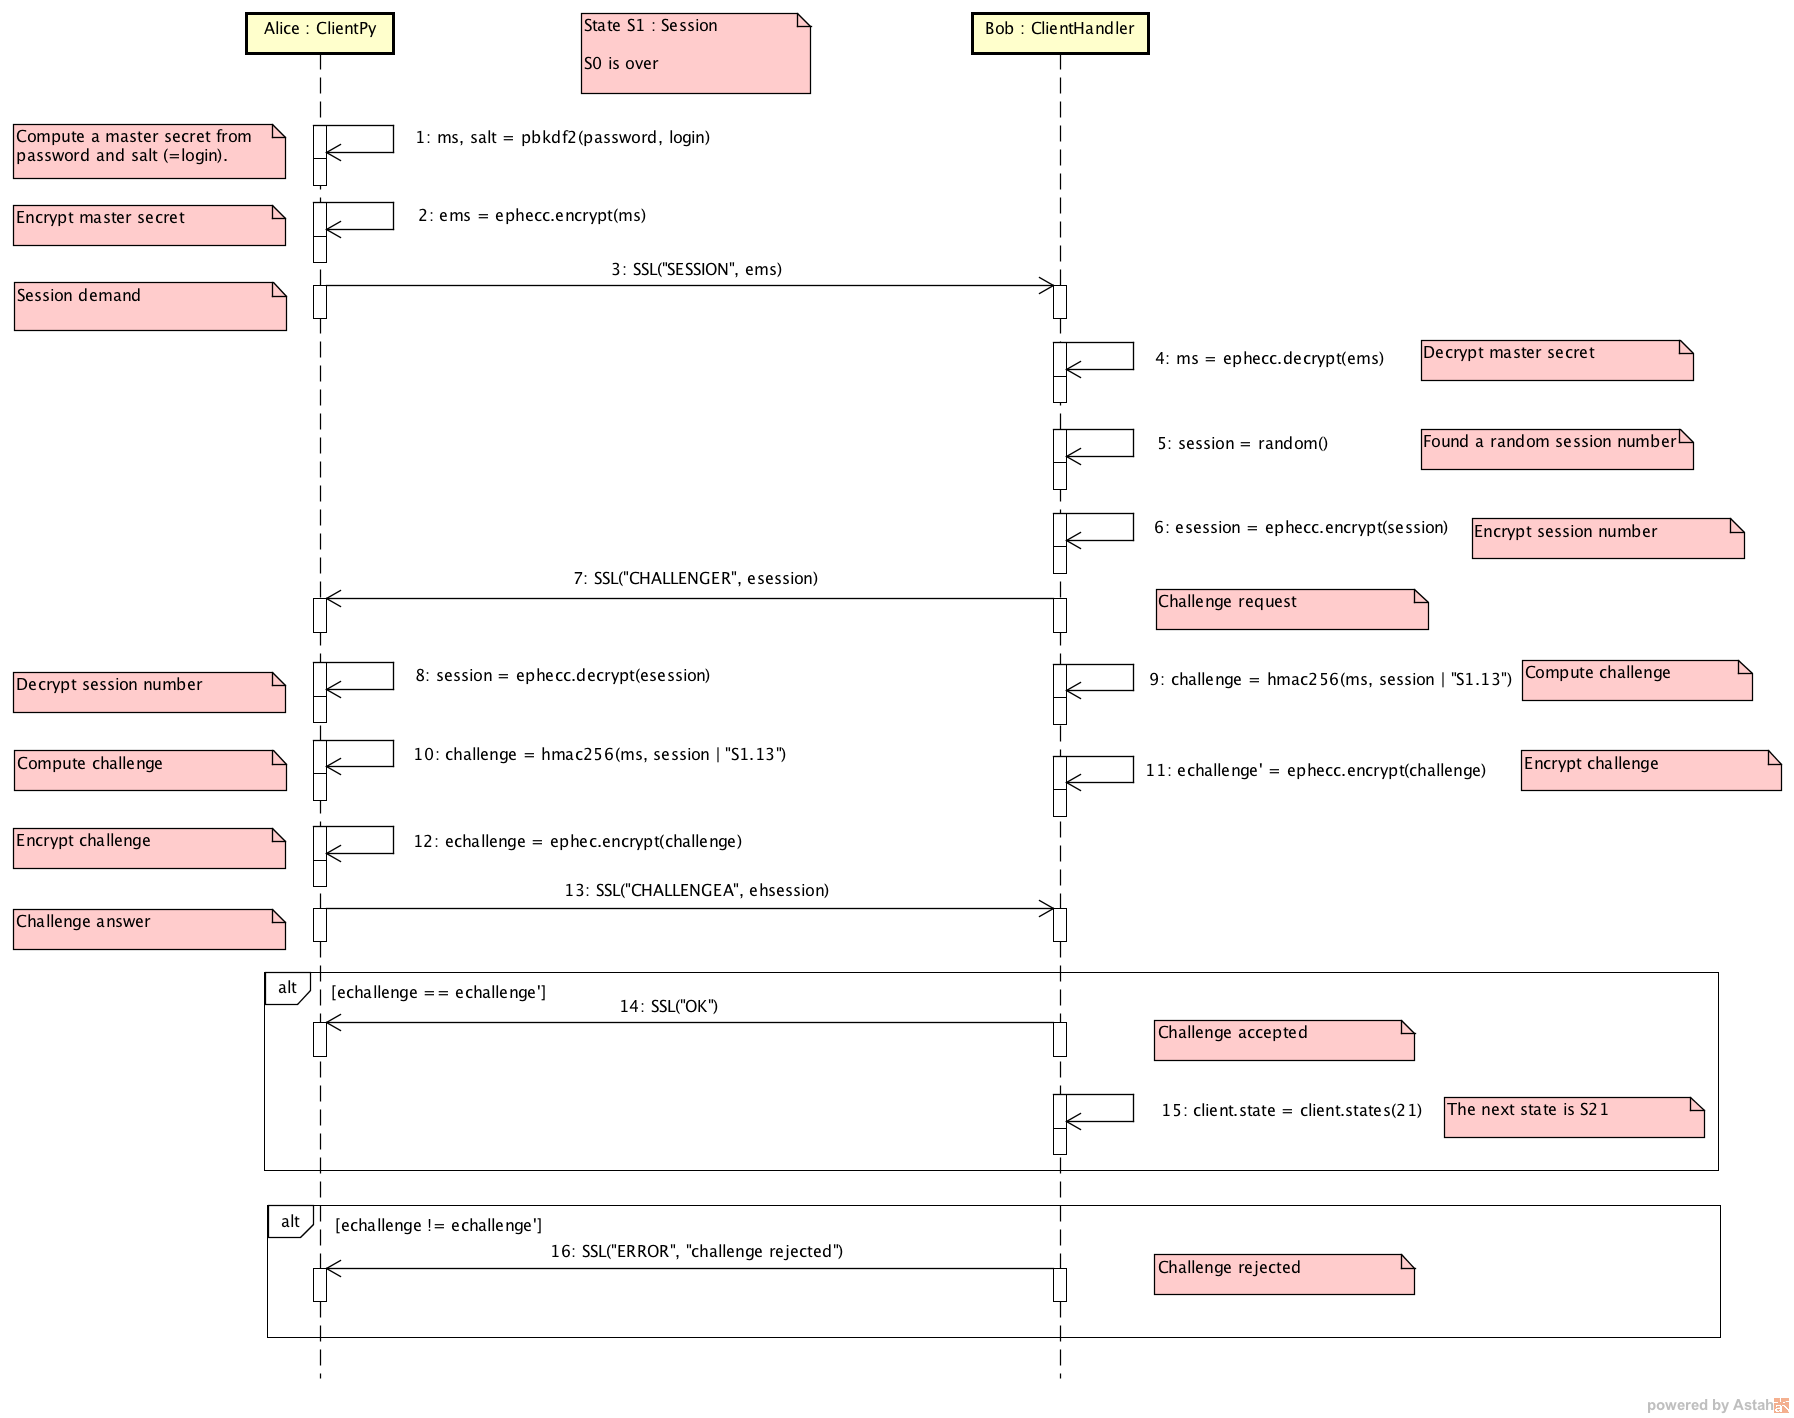 Alice : ClientPy
State S1 : Session
S0 is over
Bob : ClientHandler
Compute a master secret from
password and salt (=login).
1: ms, salt = pbkdf2(password, login)
Encrypt master secret
2: ems = ephecc.encrypt(ms)
3: SSL("SESSION", ems)
Session demand
4: ms = ephecc.decrypt(ems)
Decrypt master secret
5: session = random()
Found a random session number
6: esession = ephecc.encrypt(session)
Encrypt session number
7: SSL("CHALLENGER", esession)
Challenge request
Decrypt session number
8: session = ephecc.decrypt(esession)
9: challenge = hmac256(ms, session | "S1.13")
Compute challenge
Compute challenge
10: challenge = hmac256(ms, session | "S1.13")
11: echallenge' = ephecc.encrypt(challenge)
Encrypt challenge
Encrypt challenge
12: echallenge = ephec.encrypt(challenge)
13: SSL("CHALLENGEA", ehsession)
Challenge answer
alt
[echallenge == echallenge']
14: SSL("OK")
Challenge accepted
15: client.state = client.states(21)
The next state is S21
alt
[echallenge != echallenge']
16: SSL("ERROR", "challenge rejected")
Challenge rejected
powered by Astah